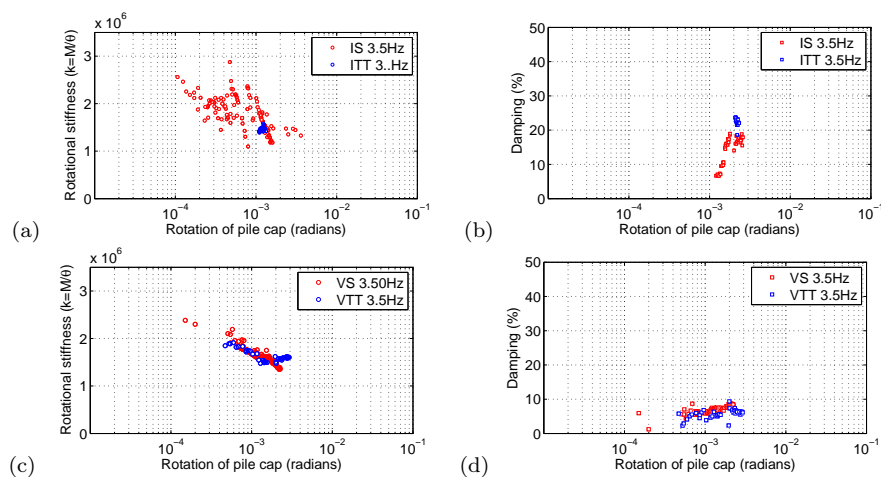 x 10^6
3
2
1
0
10^-4
10^-3
10^-2
10^-1
Rotational stiffness (k=M/θ)
Rotation of pile cap (radians)
IS 3.5Hz
ITT 3..Hz
(a)
50
40
30
20
10
0
10^-4
10^-3
10^-2
10^-1
Damping (%)
Rotation of pile cap (radians)
IS 3.5Hz
ITT 3.5Hz
(b)
x 10^6
3
2
1
0
10^-4
10^-3
10^-2
10^-1
Rotational stiffness (k=M/θ)
Rotation of pile cap (radians)
VS 3.50Hz
VTT 3.5Hz
(c)
50
40
30
20
10
0
10^-4
10^-3
10^-2
10^-1
Damping (%)
Rotation of pile cap (radians)
VS 3.5Hz
VTT 3.5Hz
(d)